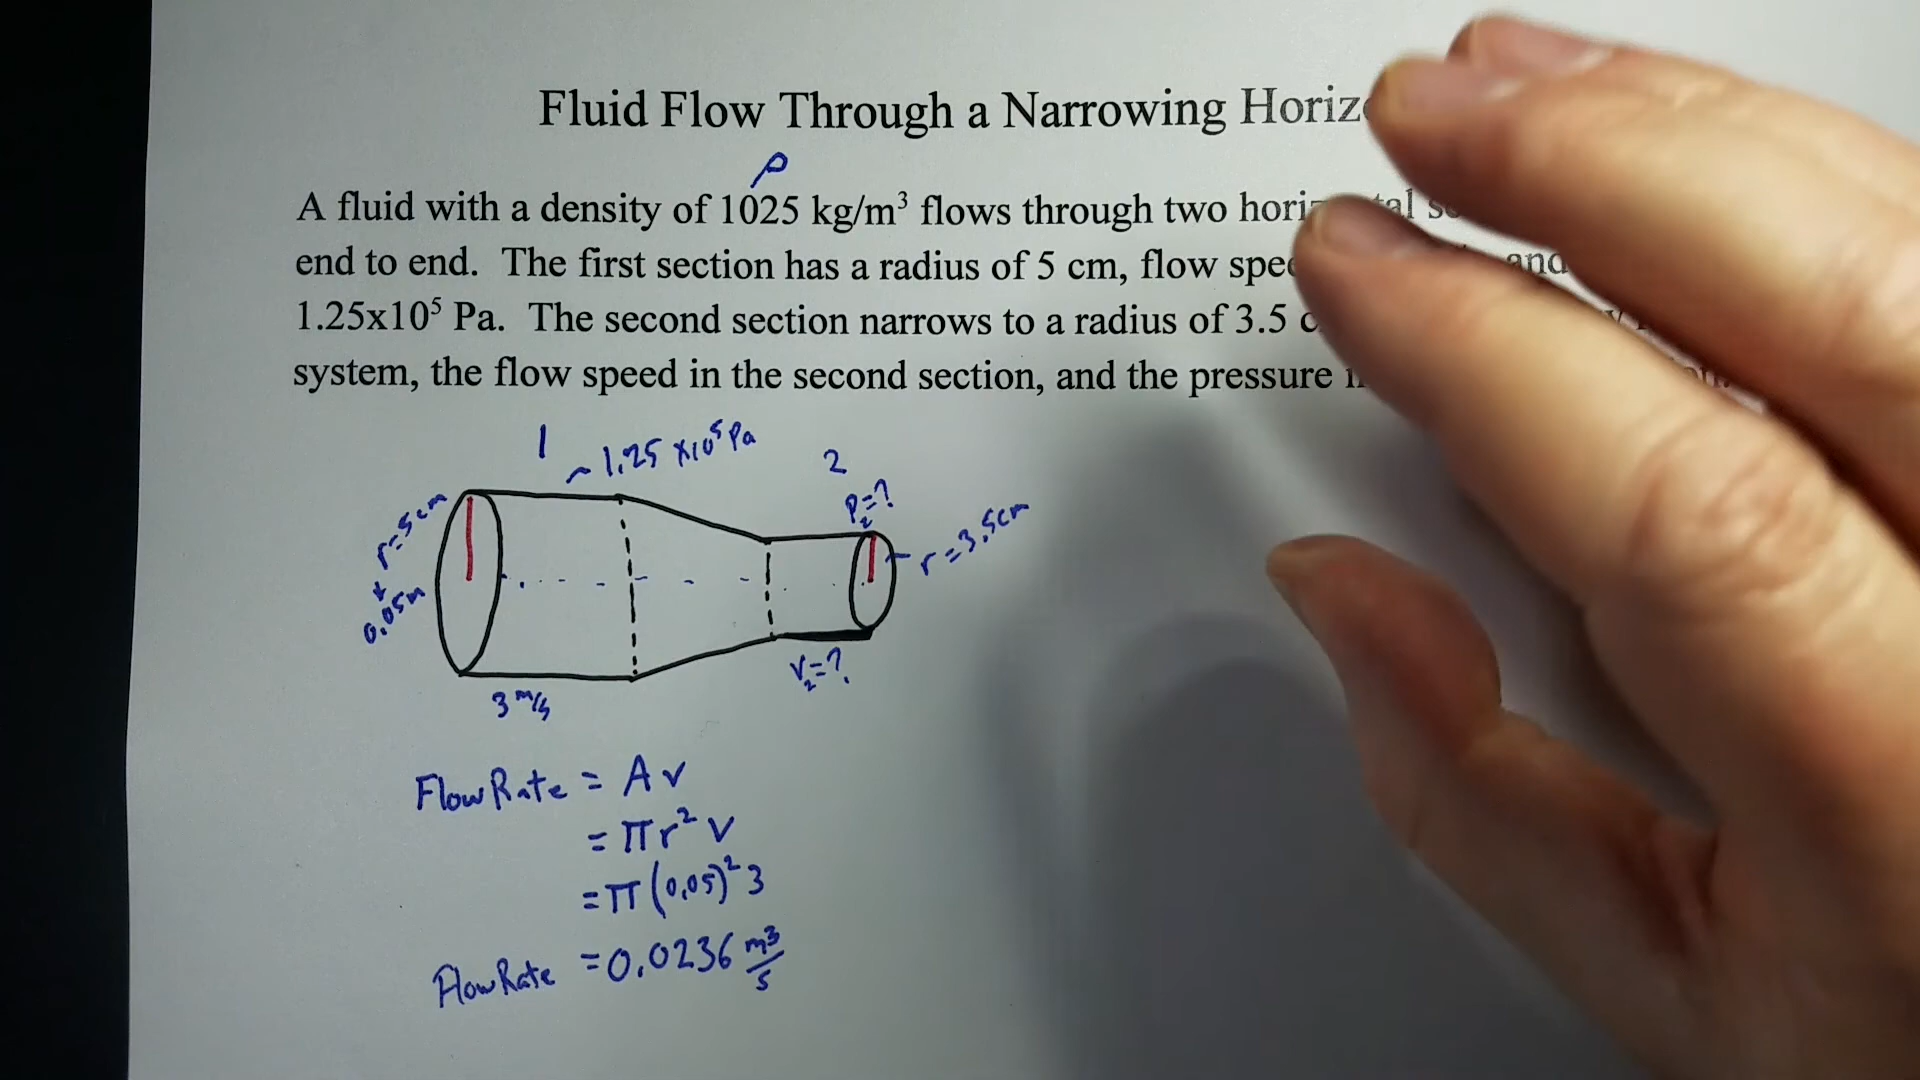 Fluid Flow Through a Narrowing
ρ
A fluid with a density of 1025 kg/m³ flows through two
end to end. The first section has a radius of 5 cm, flow and
1.25x10⁵ Pa. The second section narrows to a radius of 3.5
system, the flow speed in the second section, and the pressure
1
1.25 x10⁵ Pa
2
P₂=?
r=5cm
r=3.5cm
0.05m
V₂=?
3 m/s
Flow Rate = A v
= πr² v
= π(0.05)² 3
Flow Rate = 0.0236 m³/s